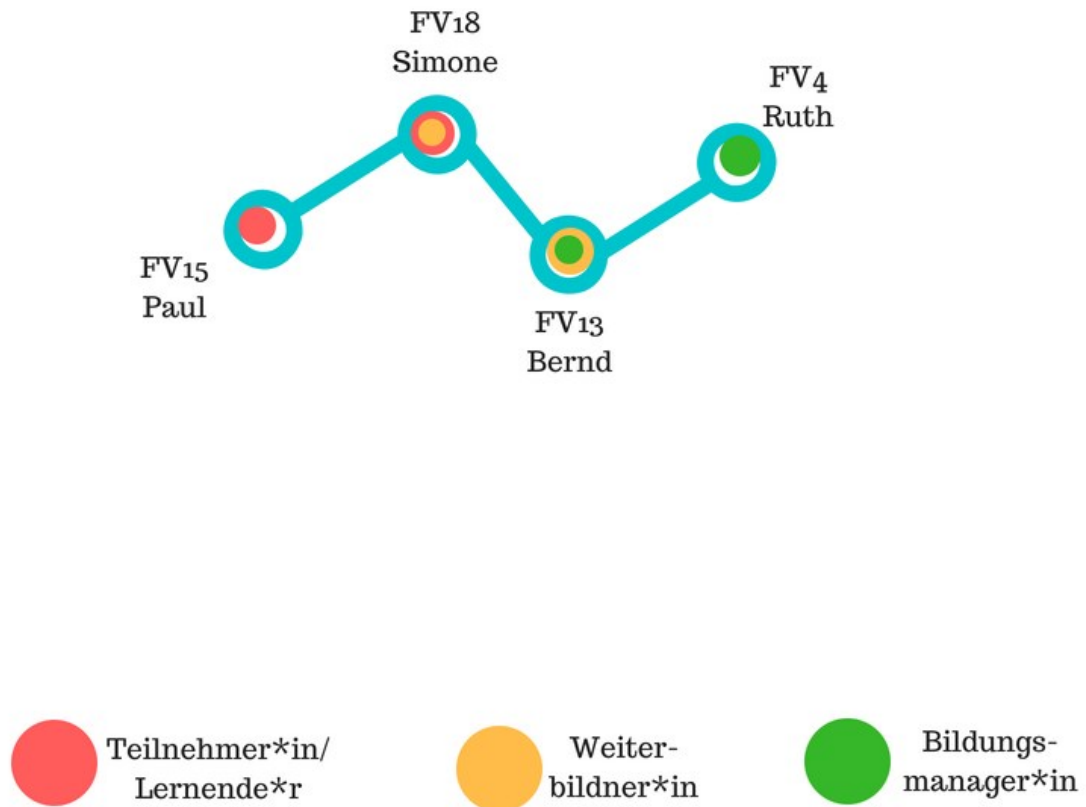 FV18
Simone
FV4
Ruth
FV15
Paul
FV13
Bernd
Teilnehmer*in/
Lernende*r
Weiter-
bildner*in
Bildungs-
manager*in